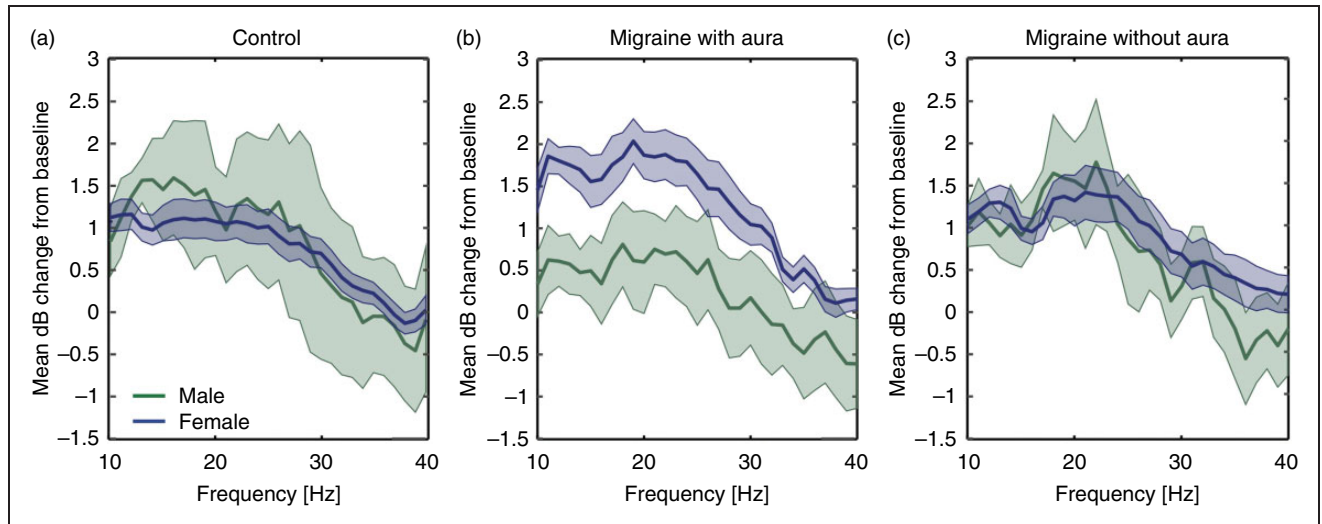 (a) Control
Mean dB change from baseline
3
2.5
2
1.5
1
0.5
0
−0.5
−1
−1.5
Male
Female
10 20 30 40
Frequency [Hz]
(b) Migraine with aura
Mean dB change from baseline
3
2.5
2
1.5
1
0.5
0
−0.5
−1
−1.5
10 20 30 40
Frequency [Hz]
(c) Migraine without aura
Mean dB change from baseline
3
2.5
2
1.5
1
0.5
0
−0.5
−1
−1.5
10 20 30 40
Frequency [Hz]